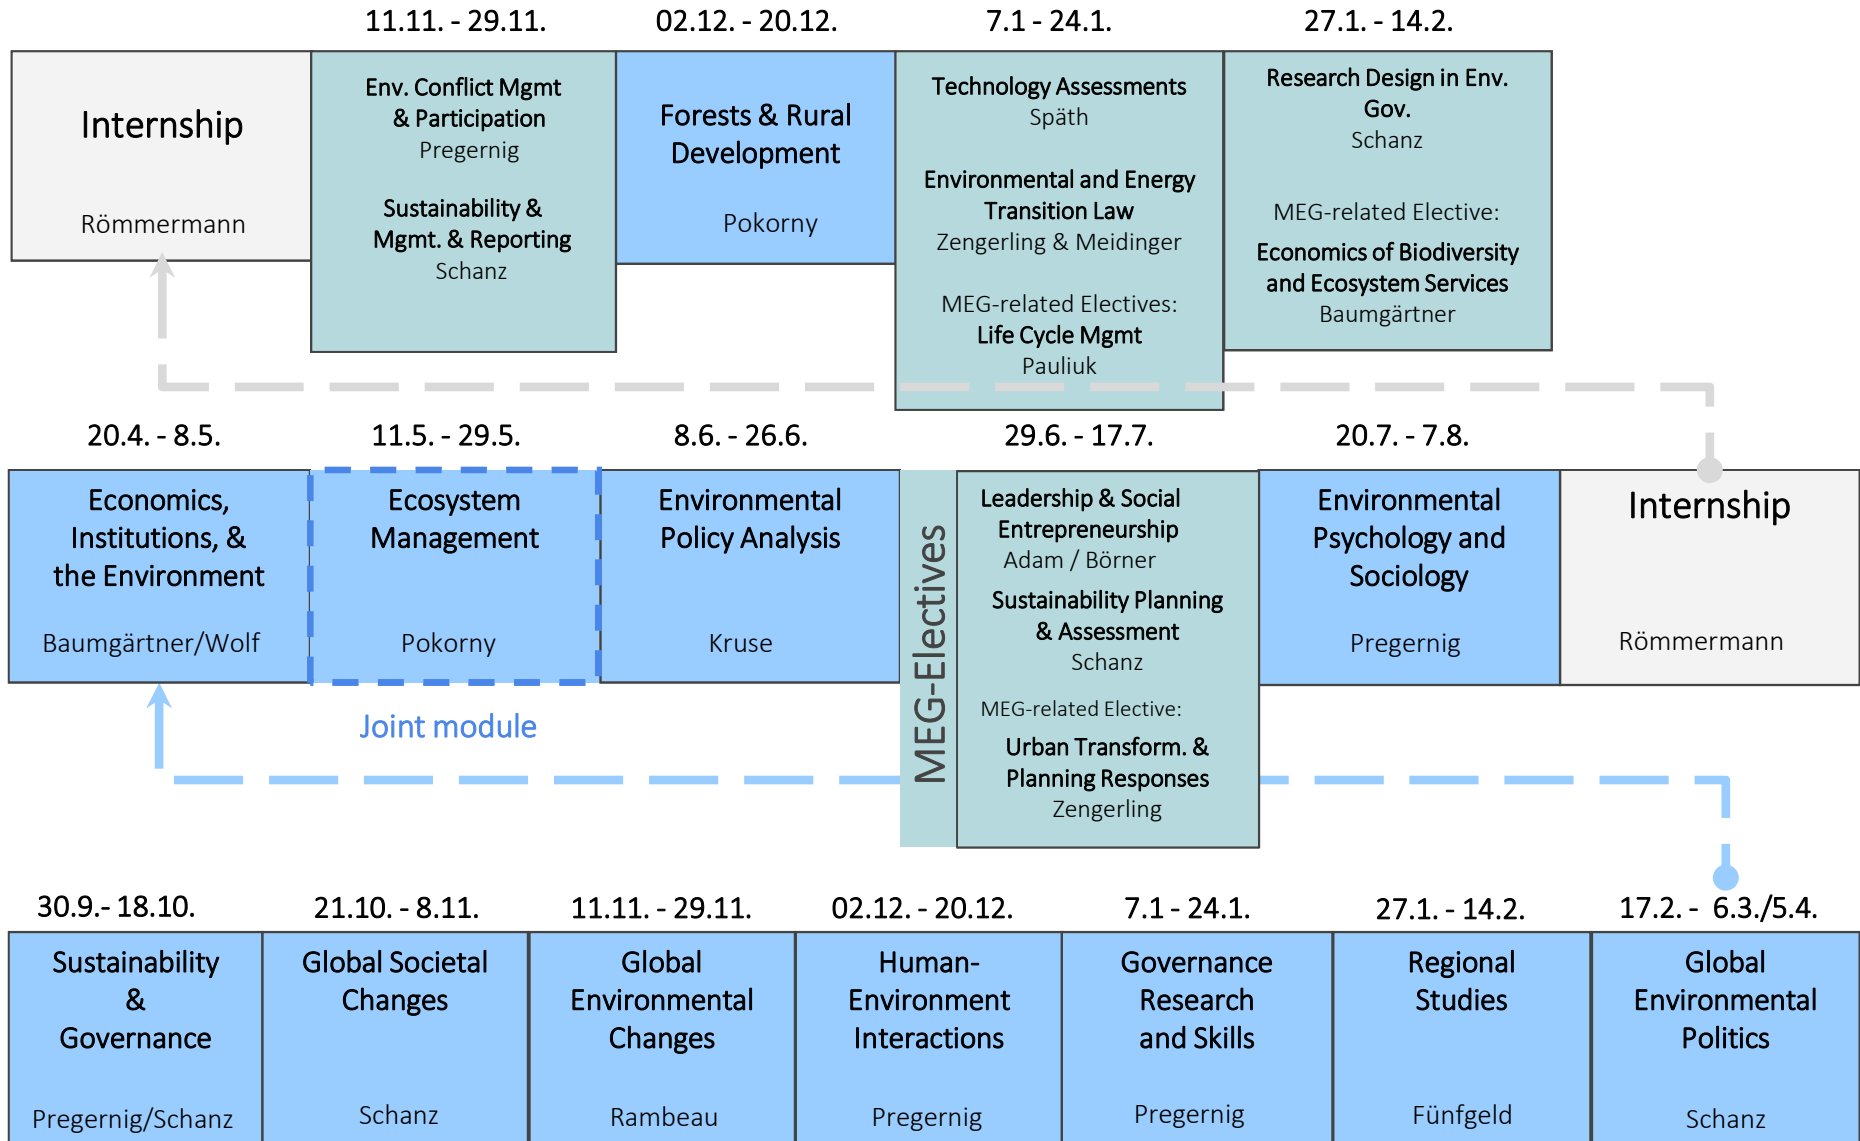 11.11. - 29.11.
02.12. - 20.12.
7.1 - 24.1.
27.1. - 14.2.
Internship
Römmermann
Env. Conflict Mgmt
& Participation
Pregernig
Sustainability &
Mgmt. & Reporting
Schanz
Forests & Rural
Development
Pokorny
Technology Assessments
Späth
Environmental and Energy
Transition Law
Zengerling & Meidinger
MEG-related Electives:
Life Cycle Mgmt
Pauliuk
Research Design in Env.
Gov.
Schanz
MEG-related Elective:
Economics of Biodiversity
and Ecosystem Services
Baumgärtner
20.4. - 8.5.
11.5. - 29.5.
8.6. - 26.6.
29.6. - 17.7.
20.7. - 7.8.
Economics,
Institutions, &
the Environment
Baumgärtner/Wolf
Ecosystem
Management
Pokorny
Joint module
Environmental
Policy Analysis
Kruse
MEG-Electives
Leadership & Social
Entrepreneurship
Adam / Börner
Sustainability Planning
& Assessment
Schanz
MEG-related Elective:
Urban Transform. &
Planning Responses
Zengerling
Environmental
Psychology and
Sociology
Pregernig
Internship
Römmermann
30.9.- 18.10.
21.10. - 8.11.
11.11. - 29.11.
02.12. - 20.12.
7.1 - 24.1.
27.1. - 14.2.
17.2. - 6.3./5.4.
Sustainability
&
Governance
Pregernig/Schanz
Global Societal
Changes
Schanz
Global
Environmental
Changes
Rambeau
Human-
Environment
Interactions
Pregernig
Governance
Research
and Skills
Pregernig
Regional
Studies
Fünfgeld
Global
Environmental
Politics
Schanz